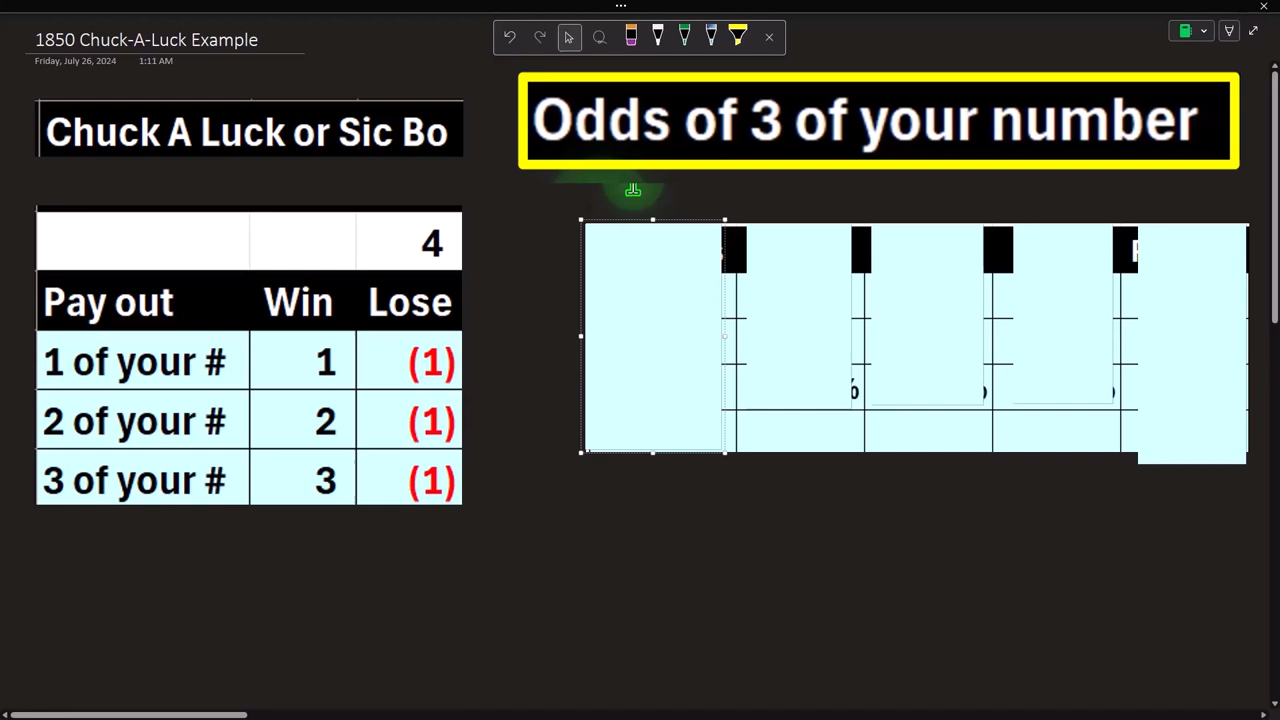 1850 Chuck-A-Luck Example
Friday, July 26, 2024 1:11 AM
Chuck A Luck or Sic Bo
4
Pay out Win Lose
1 of your # 1 (1)
2 of your # 2 (1)
3 of your # 3 (1)
Odds of 3 of your number
%